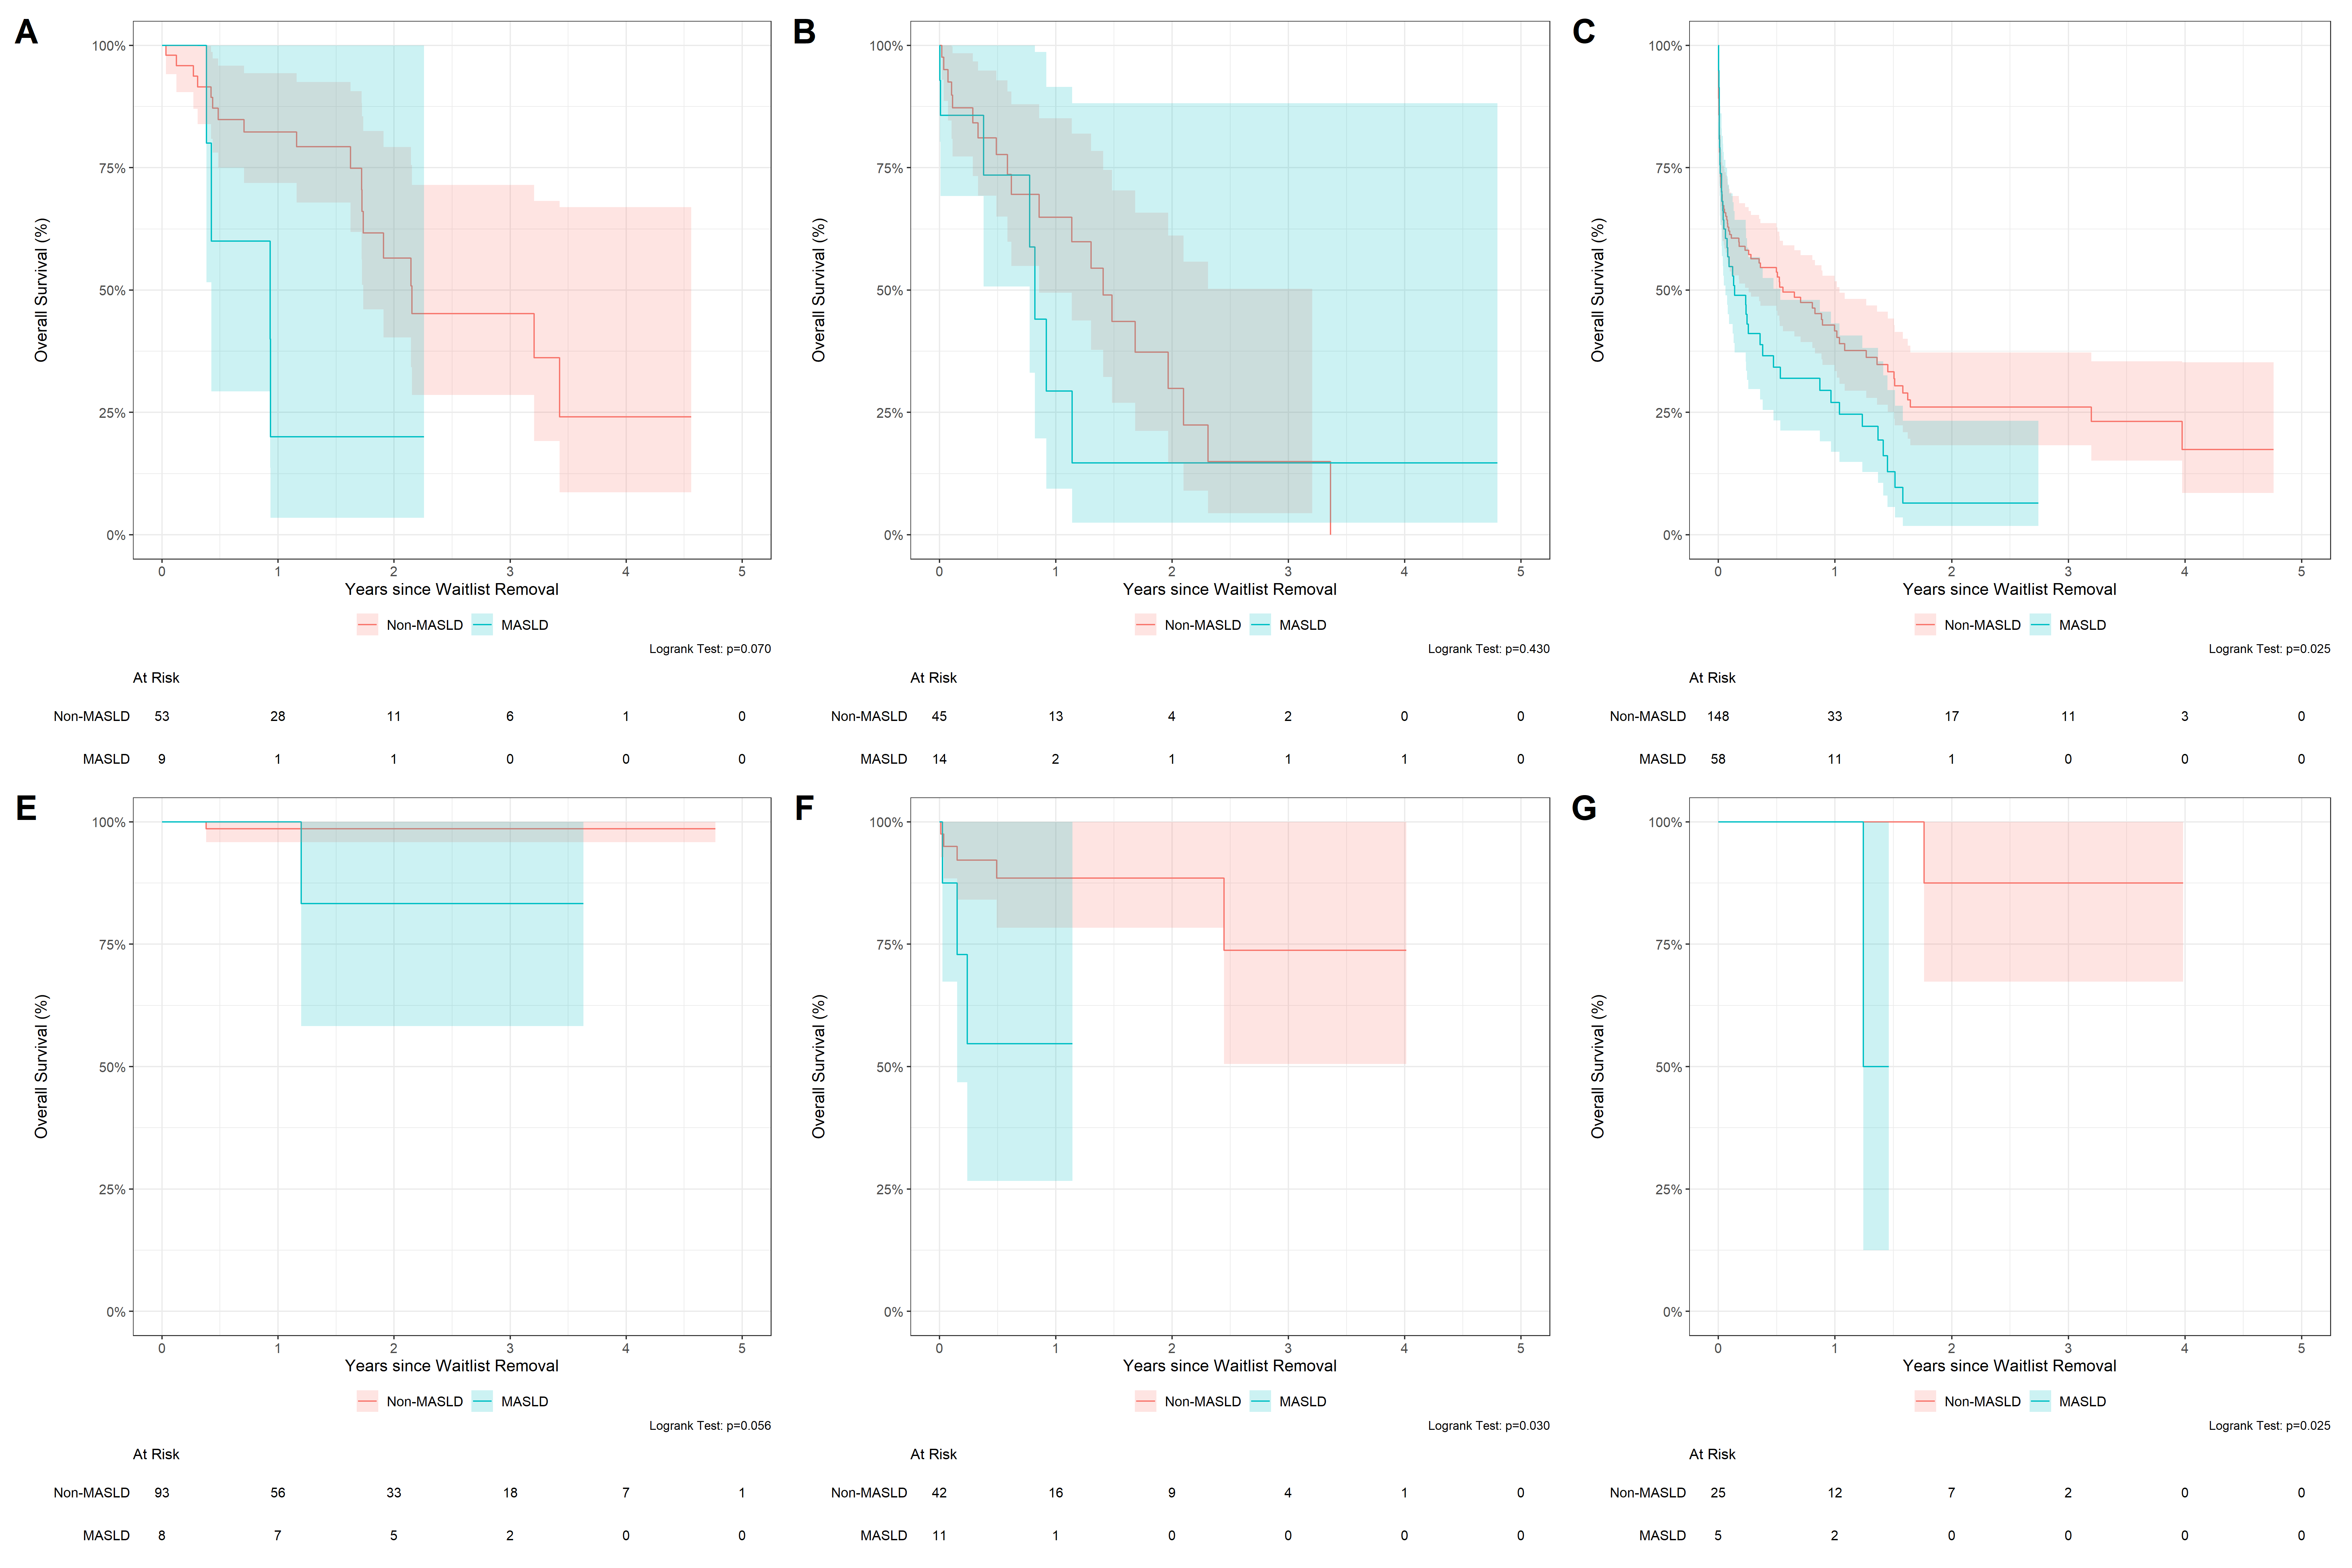 A
Overall Survival (%)
100%
75%
50%
25%
0%
0 1 2 3 4 5
Years since Waitlist Removal
Non-MASLD MASLD
Logrank Test: p=0.070
At Risk
Non-MASLD 53 28 11 6 1 0
MASLD 9 1 1 0 0 0
B
Overall Survival (%)
100%
75%
50%
25%
0%
0 1 2 3 4 5
Years since Waitlist Removal
Non-MASLD MASLD
Logrank Test: p=0.430
At Risk
Non-MASLD 45 13 4 2 0 0
MASLD 14 2 1 1 1 0
C
Overall Survival (%)
100%
75%
50%
25%
0%
0 1 2 3 4 5
Years since Waitlist Removal
Non-MASLD MASLD
Logrank Test: p=0.025
At Risk
Non-MASLD 148 33 17 11 3 0
MASLD 58 11 1 0 0 0
E
Overall Survival (%)
100%
75%
50%
25%
0%
0 1 2 3 4 5
Years since Waitlist Removal
Non-MASLD MASLD
Logrank Test: p=0.056
At Risk
Non-MASLD 93 56 33 18 7 1
MASLD 8 7 5 2 0 0
F
Overall Survival (%)
100%
75%
50%
25%
0%
0 1 2 3 4 5
Years since Waitlist Removal
Non-MASLD MASLD
Logrank Test: p=0.030
At Risk
Non-MASLD 42 16 9 4 1 0
MASLD 11 1 0 0 0 0
G
Overall Survival (%)
100%
75%
50%
25%
0%
0 1 2 3 4 5
Years since Waitlist Removal
Non-MASLD MASLD
Logrank Test: p=0.025
At Risk
Non-MASLD 25 12 7 2 0 0
MASLD 5 2 0 0 0 0